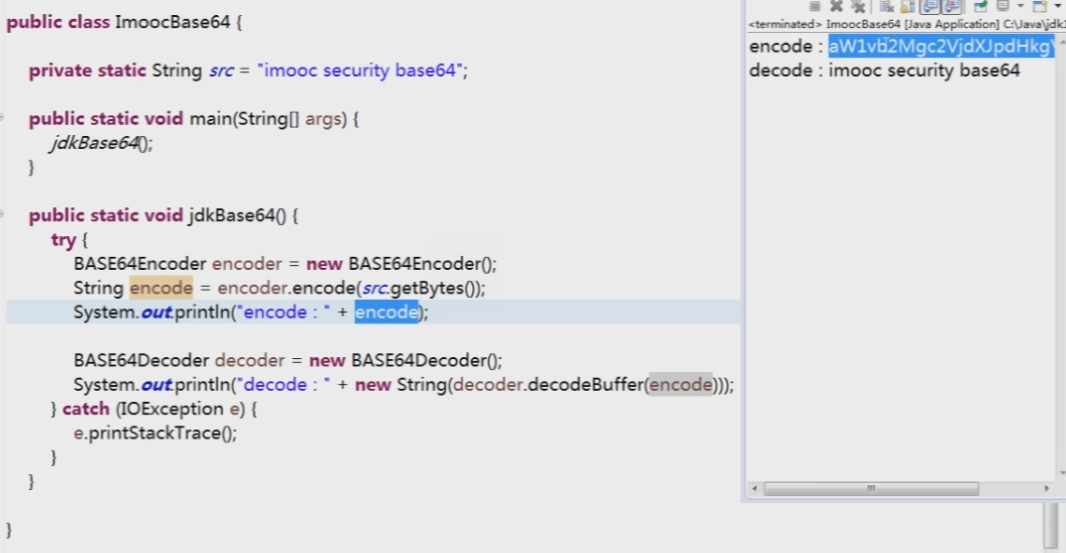 public class ImoocBase64 {
private static String src = "imooc security base64";
public static void main(String[] args) {
jdkBase64();
}
public static void jdkBase64() {
try {
BASE64Encoder encoder = new BASE64Encoder();
String encode = encoder.encode(src.getBytes());
System.out.println("encode : " + encode);
BASE64Decoder decoder = new BASE64Decoder();
System.out.println("decode : " + new String(decoder.decodeBuffer(encode)));
} catch (IOException e) {
e.printStackTrace();
}
}
}
<terminated> ImoocBase64 [Java Application] C:\Java\jdk1
encode : aW1vb2Mgc2VjdXJpdHkgY
decode : imooc security base64